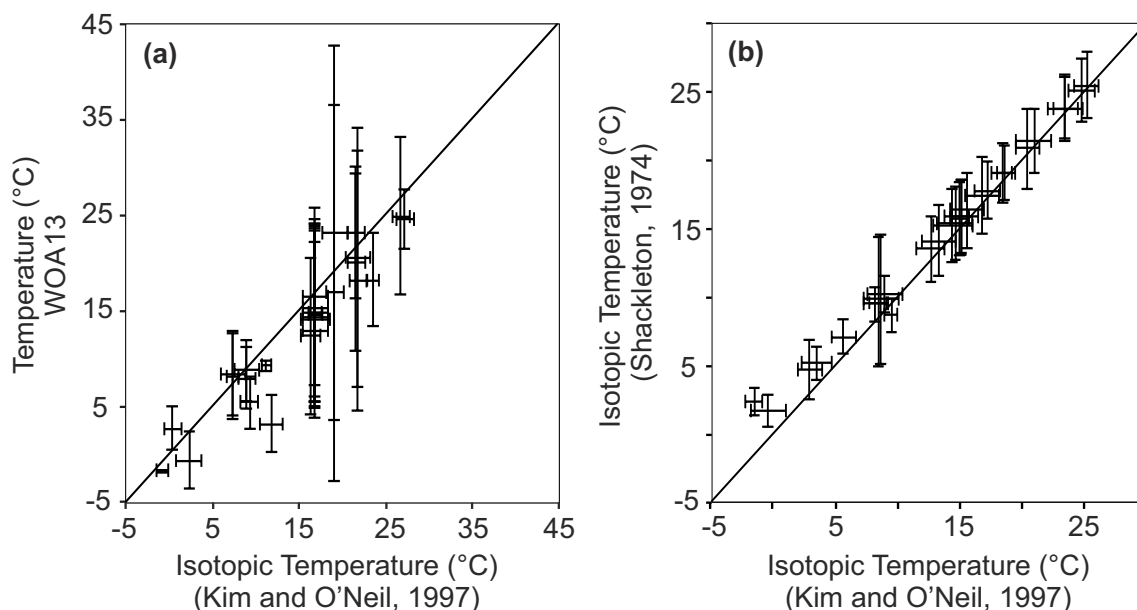 (a)
45
35
25
15
5
-5
Temperature (°C)
WOA13
-5
5
15
25
35
45
Isotopic Temperature (°C)
(Kim and O’Neil, 1997)
(b)
25
15
5
-5
Isotopic Temperature (°C)
(Shackleton, 1974)
-5
5
15
25
Isotopic Temperature (°C)
(Kim and O’Neil, 1997)